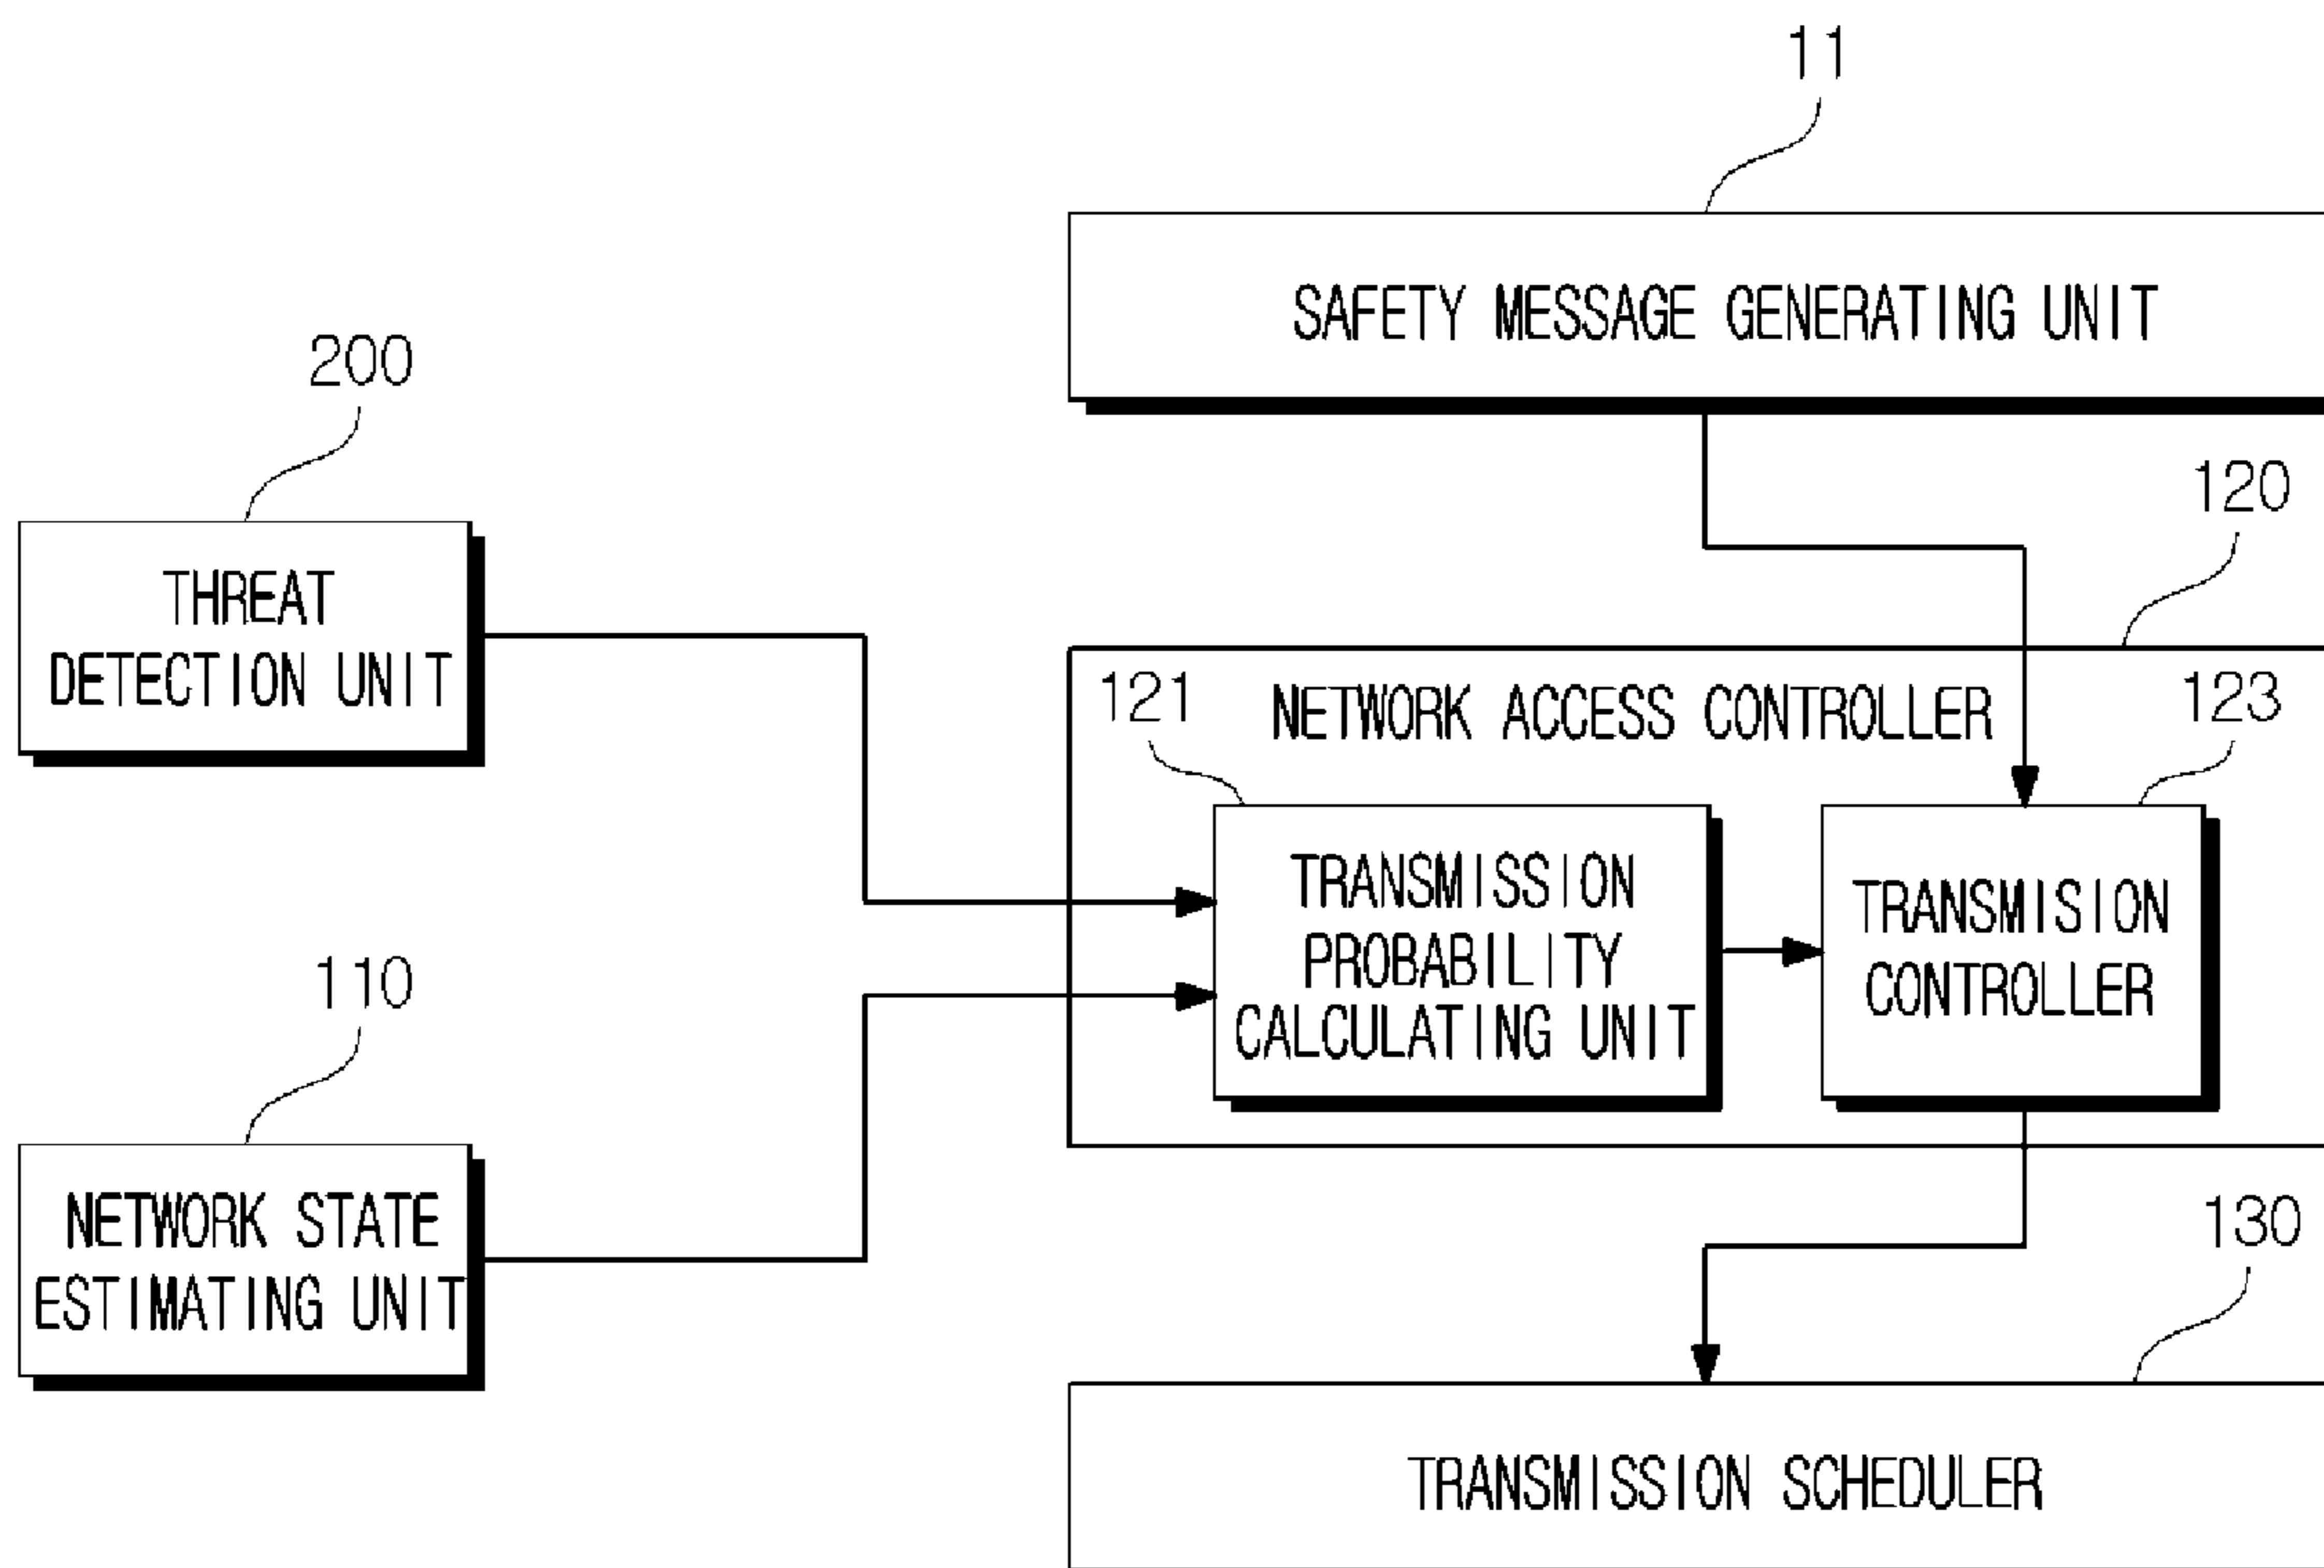 11
SAFETY MESSAGE GENERATING UNIT
200
THREAT
DETECTION UNIT
120
121
NETWORK ACCESS CONTROLLER
123
TRANSMISSION
PROBABILITY
CALCULATING UNIT
TRANSMISION
CONTROLLER
110
NETWORK STATE
ESTIMATING UNIT
130
TRANSMISSION SCHEDULER